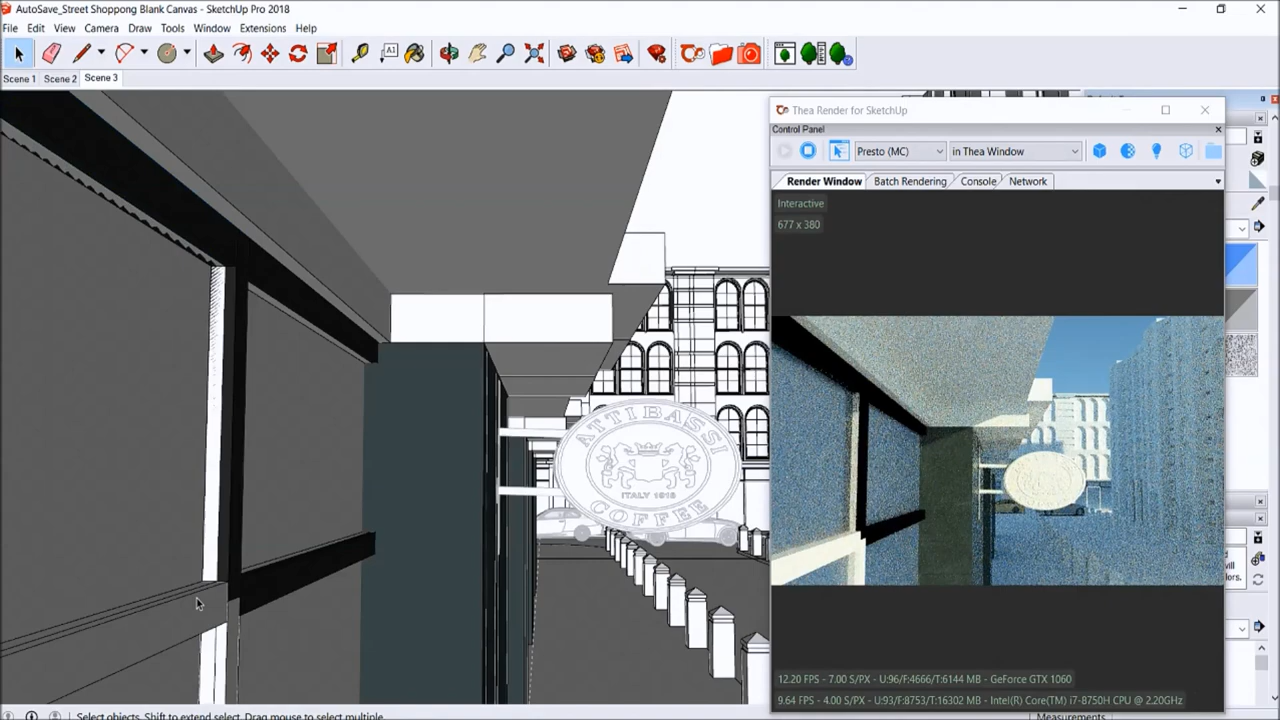 AutoSave_Street Shoppong Blank Canvas - SketchUp Pro 2018
File Edit View Camera Draw Tools Window Extensions Help
A1
Scene 1 Scene 2 Scene 3
Thea Render for SketchUp
Control Panel
Presto (MC) in Thea Window
Render Window Batch Rendering Console Network
Interactive
677 x 380
ATTIBASSI
ITALY 1918
COFFEE
will
lors.
12.20 FPS - 7.00 S/PX - U:96/F:4666/T:6144 MB - GeForce GTX 1060
9.64 FPS - 4.00 S/PX - U:93/F:8753/T:16302 MB - Intel(R) Core(TM) i7-8750H CPU @ 2.20GHz
Select objects. Shift to extend select. Drag mouse to select multiple.
Measurements